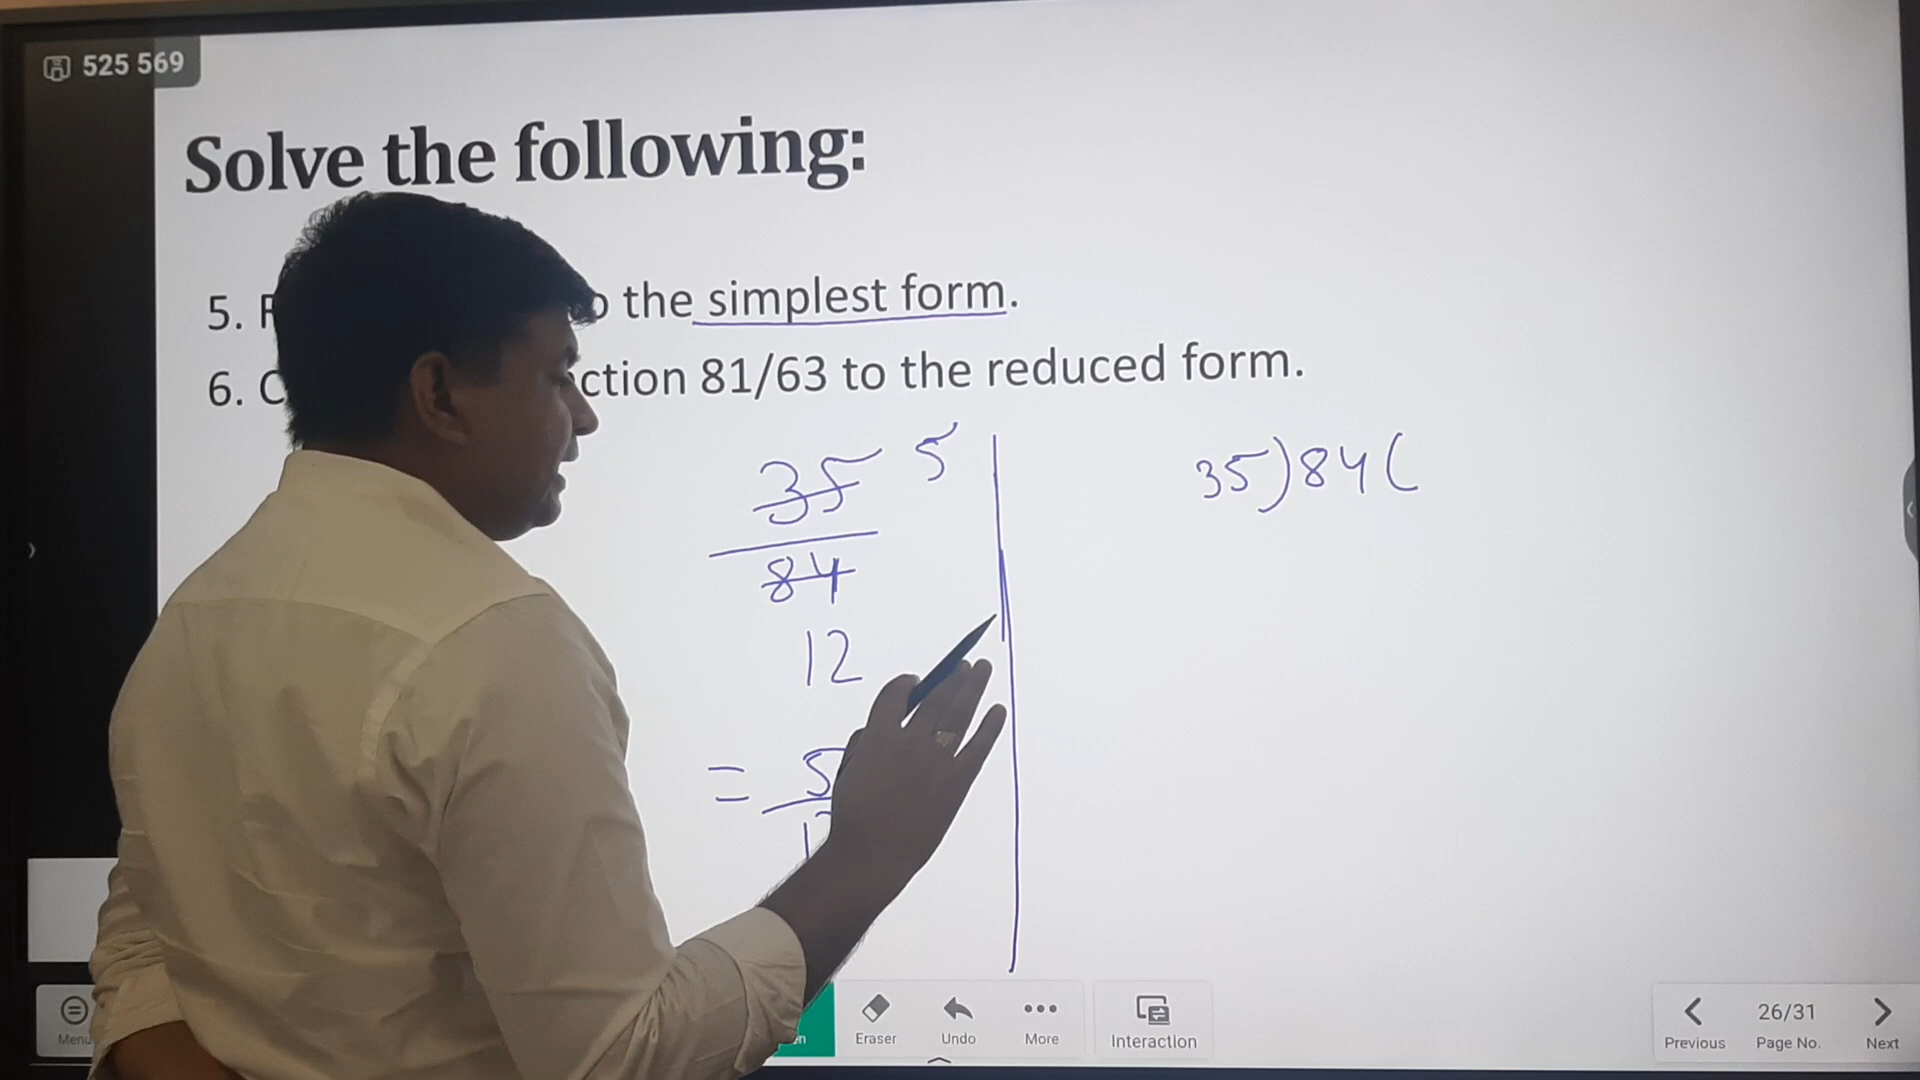 525 569
Solve the following:
5. the simplest form.
6. 81/63 to the reduced form.
35 5
84
12
= 5
35)84(
Menu
Eraser
Undo
More
Interaction
Previous
26/31
Page No.
Next